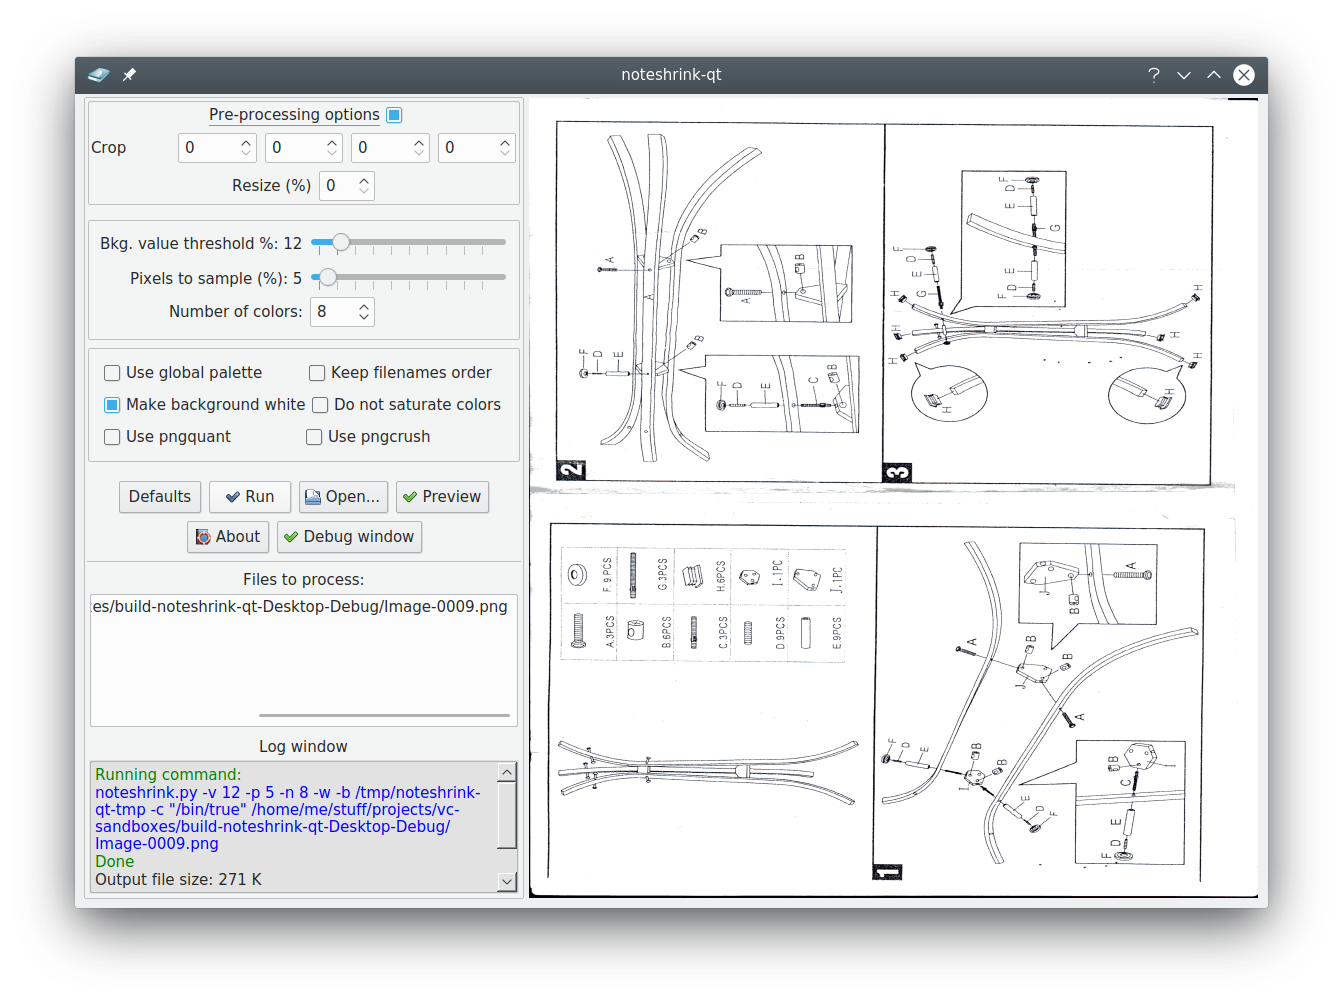 noteshrink-qt
Pre-processing options
Crop 0 0 0 0
Resize (%) 0
Bkg. value threshold %: 12
Pixels to sample (%): 5
Number of colors: 8
Use global palette Keep filenames order
Make background white Do not saturate colors
Use pngquant Use pngcrush
Defaults Run Open... Preview
About Debug window
Files to process:
es/build-noteshrink-qt-Desktop-Debug/Image-0009.png
Log window
Running command:
noteshrink.py -v 12 -p 5 -n 8 -w -b /tmp/noteshrink-
qt-tmp -c "/bin/true" /home/me/stuff/projects/vc-
sandboxes/build-noteshrink-qt-Desktop-Debug/
Image-0009.png
Done
Output file size: 271 K
2
A
A
B
F
D
E
B
A
B
F
D
E
C
B
3
F
D
E
G
E
D
F
F
D
E
G
H
H
H
H
H
H
H
H
F.9PCS
G.3PCS
H.6PCS
I.1PC
J.1PC
A.3PCS
B.6PCS
C.3PCS
D.9PCS
E.9PCS
1
A
B
B
J
A
F
D
E
B
B
I
E
D
F
J
B
A
B
C
E
D
F